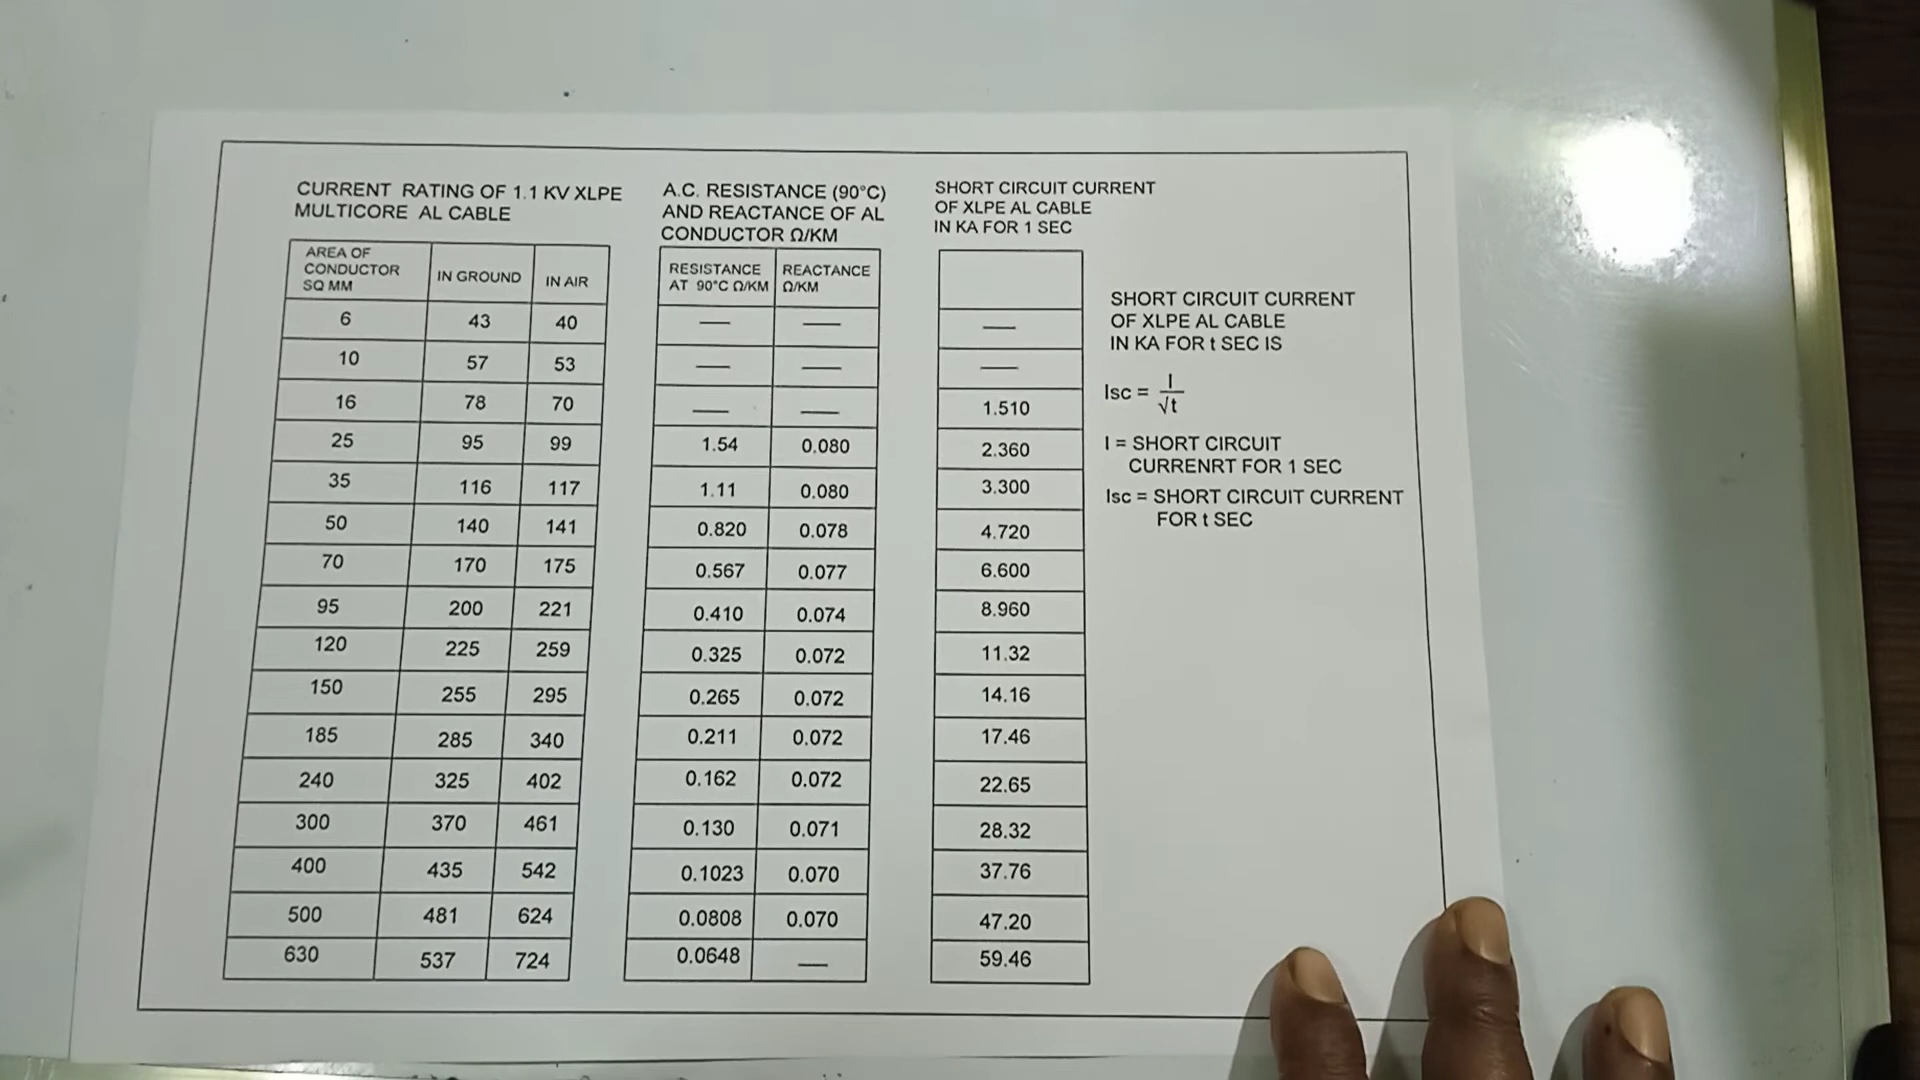 CURRENT RATING OF 1.1 KV XLPE
MULTICORE AL CABLE
AREA OF
CONDUCTOR
SQ MM
IN GROUND
IN AIR
6 43 40
10 57 53
16 78 70
25 95 99
35 116 117
50 140 141
70 170 175
95 200 221
120 225 259
150 255 295
185 285 340
240 325 402
300 370 461
400 435 542
500 481 624
630 537 724
A.C. RESISTANCE (90°C)
AND REACTANCE OF AL
CONDUCTOR Ω/KM
RESISTANCE
AT 90°C Ω/KM
REACTANCE
Ω/KM
— —
— —
— —
1.54 0.080
1.11 0.080
0.820 0.078
0.567 0.077
0.410 0.074
0.325 0.072
0.265 0.072
0.211 0.072
0.162 0.072
0.130 0.071
0.1023 0.070
0.0808 0.070
0.0648 —
SHORT CIRCUIT CURRENT
OF XLPE AL CABLE
IN KA FOR 1 SEC
—
—
1.510
2.360
3.300
4.720
6.600
8.960
11.32
14.16
17.46
22.65
28.32
37.76
47.20
59.46
SHORT CIRCUIT CURRENT
OF XLPE AL CABLE
IN KA FOR t SEC IS
Isc = I/√t
I = SHORT CIRCUIT
CURRENRT FOR 1 SEC
Isc = SHORT CIRCUIT CURRENT
FOR t SEC